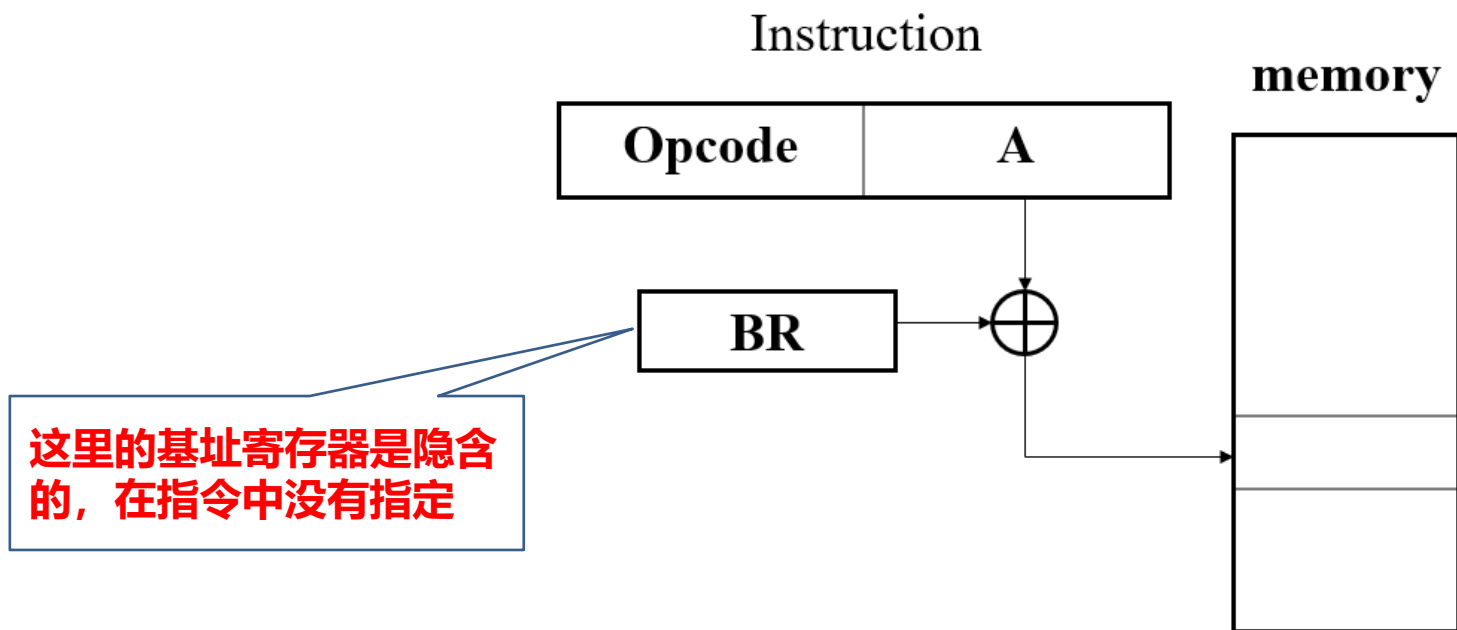 Instruction
memory
Opcode
A
BR
这里的基址寄存器是隐含
的，在指令中没有指定